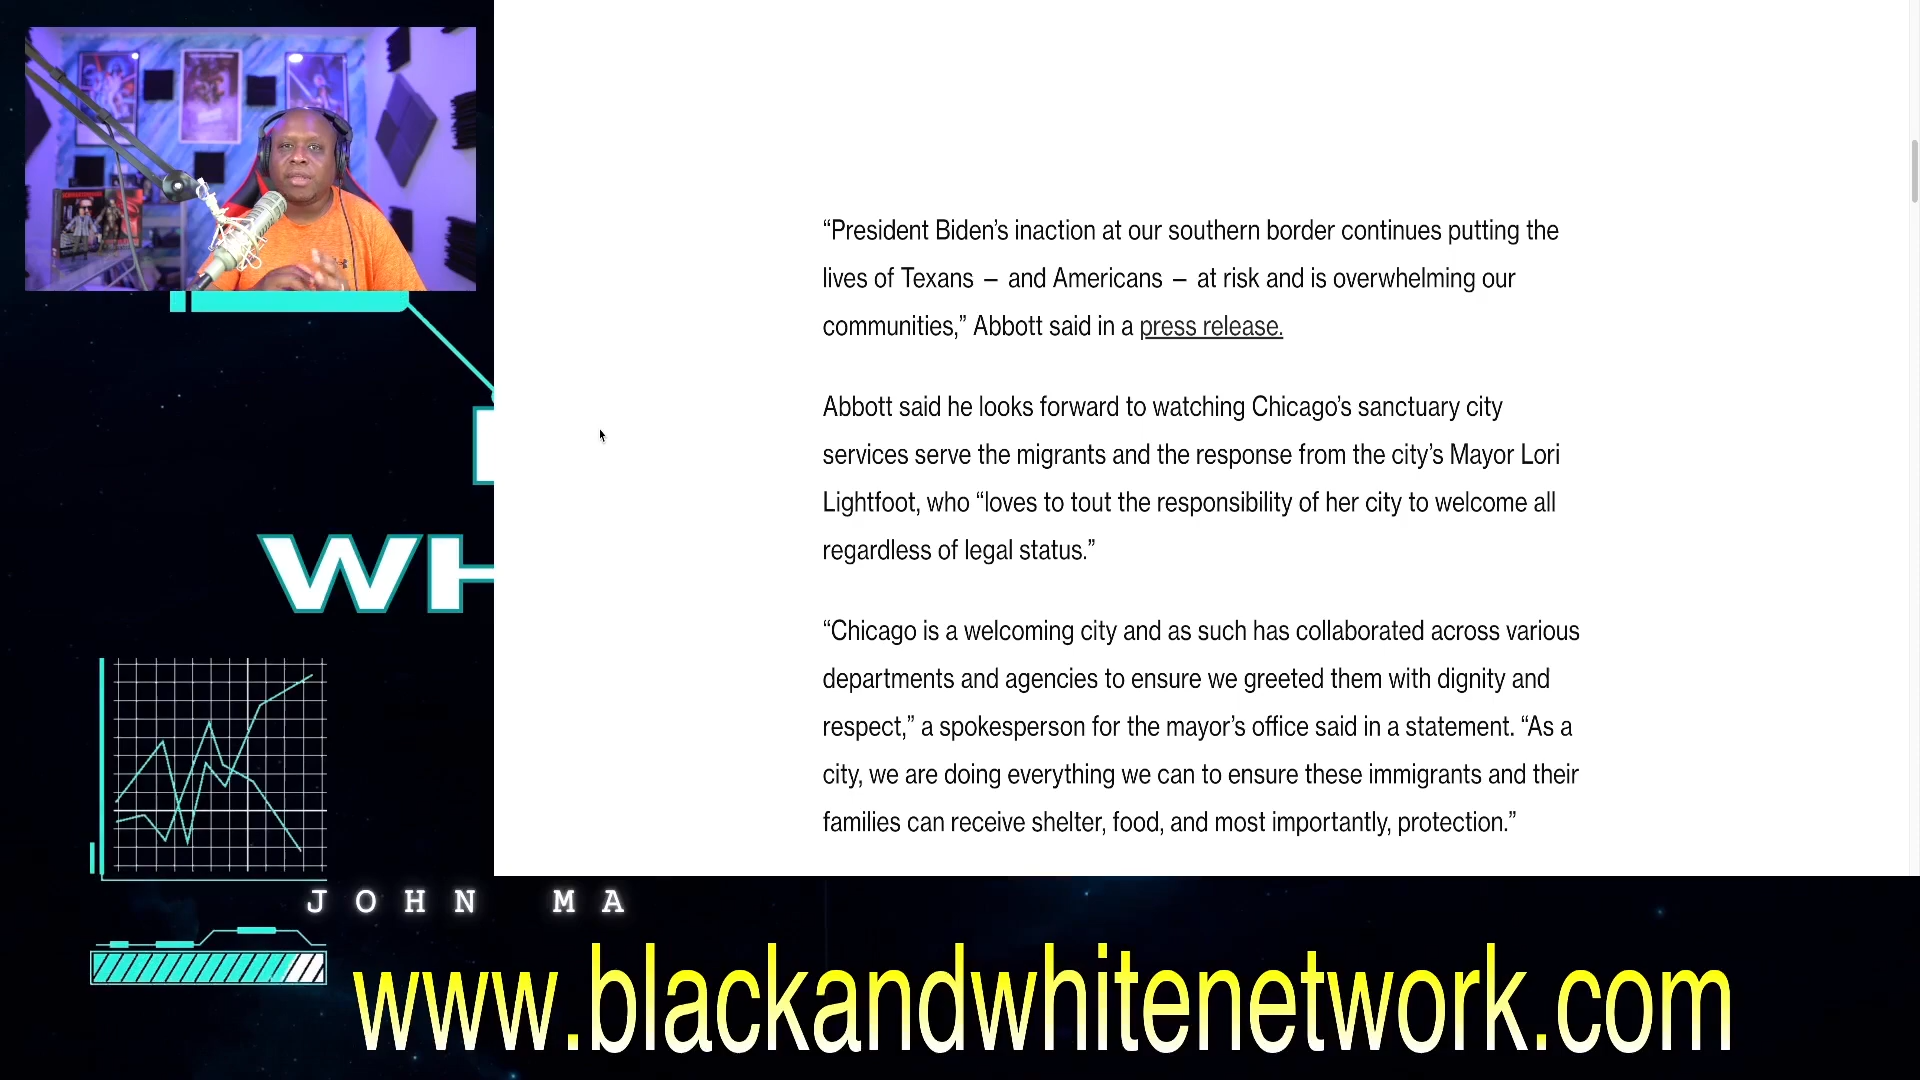 “President Biden’s inaction at our southern border continues putting the
lives of Texans – and Americans – at risk and is overwhelming our
communities,” Abbott said in a press release.
Abbott said he looks forward to watching Chicago’s sanctuary city
services serve the migrants and the response from the city’s Mayor Lori
Lightfoot, who “loves to tout the responsibility of her city to welcome all
regardless of legal status.”
“Chicago is a welcoming city and as such has collaborated across various
departments and agencies to ensure we greeted them with dignity and
respect,” a spokesperson for the mayor’s office said in a statement. “As a
city, we are doing everything we can to ensure these immigrants and their
families can receive shelter, food, and most importantly, protection.”
WH
JOHN MA
www.blackandwhitenetwork.com